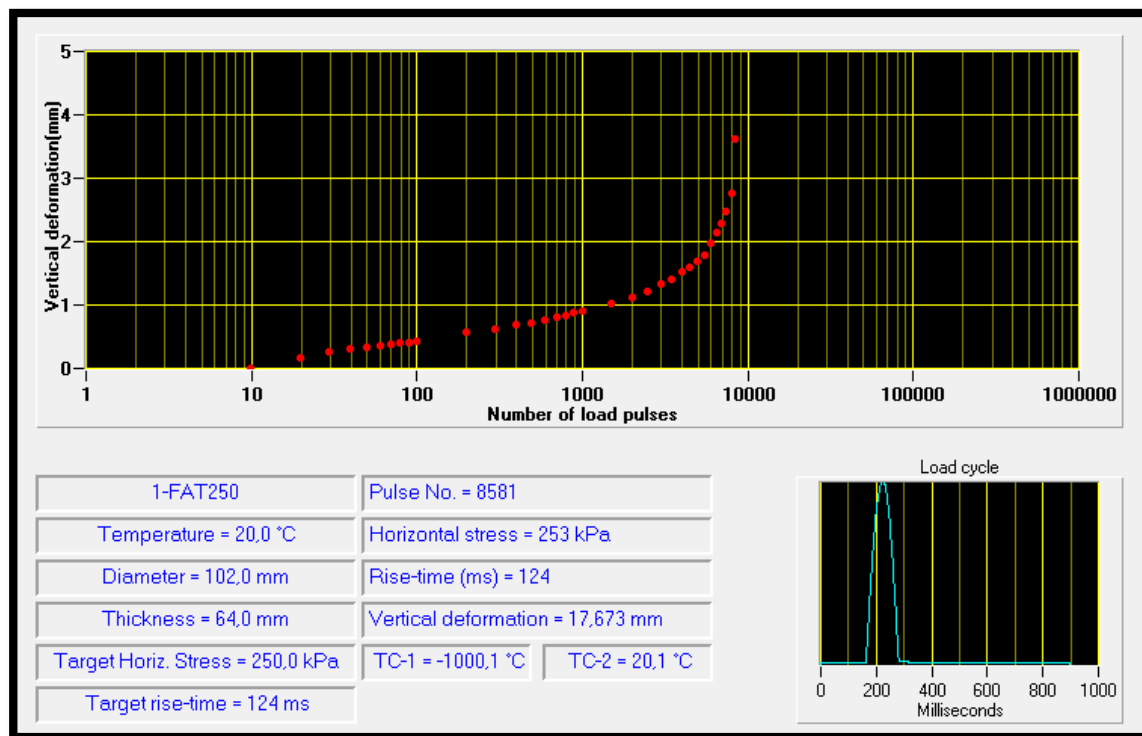 5
4
3
2
1
0
Vertical deformation(mm)
1 10 100 1000 10000 100000 1000000
Number of load pulses
1-FAT250
Pulse No. = 8581
Temperature = 20,0 °C
Horizontal stress = 253 kPa
Diameter = 102,0 mm
Rise-time (ms) = 124
Thickness = 64,0 mm
Vertical deformation = 17,673 mm
Target Horiz. Stress = 250,0 kPa
TC-1 = -1000,1 °C
TC-2 = 20,1 °C
Target rise-time = 124 ms
Load cycle
0 200 400 600 800 1000
Milliseconds